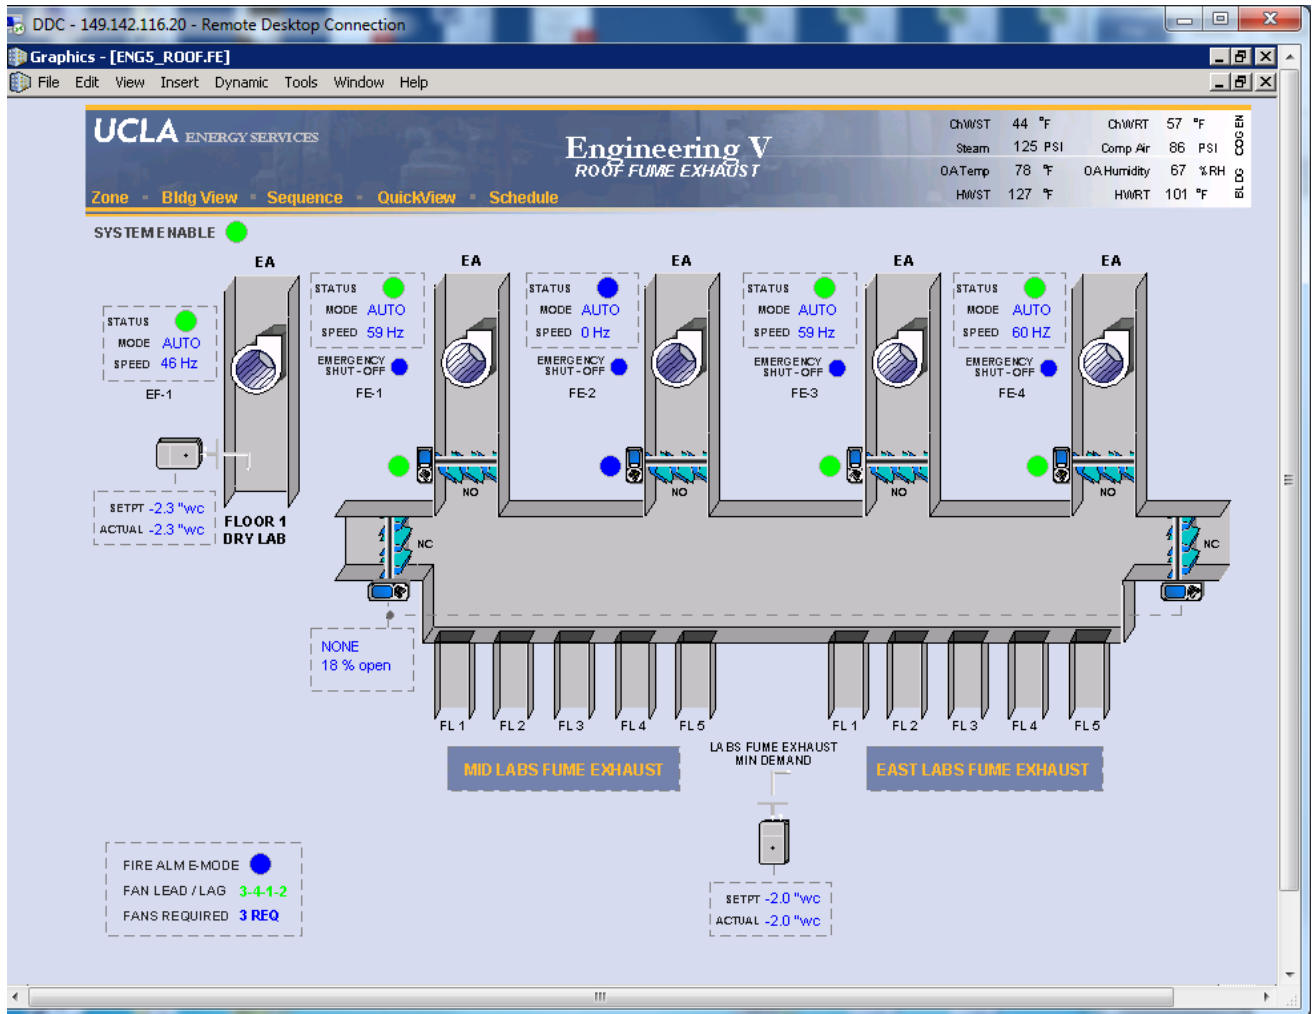 DDC - 149.142.116.20 - Remote Desktop Connection
Graphics - [ENG5_ROOF.FE]
File Edit View Insert Dynamic Tools Window Help
UCLA ENERGY SERVICES
Engineering V
ROOF FUME EXHAUST
ChWST 44 °F ChWRT 57 °F
Steam 125 PSI Comp Air 86 PSI
OA Temp 78 °F OA Humidity 67 % RH
HWST 127 °F HWRT 101 °F
COG EN
BLDG
Zone Bldg View Sequence QuickView Schedule
SYSTEM ENABLE
EA EA EA EA EA
STATUS
MODE AUTO
SPEED 46 Hz
EF-1
STATUS
MODE AUTO
SPEED 59 Hz
EMERGENCY
SHUT-OFF
FE-1
STATUS
MODE AUTO
SPEED 0 Hz
EMERGENCY
SHUT-OFF
FE-2
STATUS
MODE AUTO
SPEED 59 Hz
EMERGENCY
SHUT-OFF
FE-3
STATUS
MODE AUTO
SPEED 60 HZ
EMERGENCY
SHUT-OFF
FE-4
NO NO NO NO
SETPT -2.3 "wc
ACTUAL -2.3 "wc
FLOOR 1
DRY LAB
NC NC
NONE
18 % open
FL 1 FL 2 FL 3 FL 4 FL 5 FL 1 FL 2 FL 3 FL 4 FL 5
MID LABS FUME EXHAUST
LABS FUME EXHAUST
MIN DEMAND
EAST LABS FUME EXHAUST
SETPT -2.0 "wc
ACTUAL -2.0 "wc
FIRE ALM E-MODE
FAN LEAD / LAG 3-4-1-2
FANS REQUIRED 3 REQ